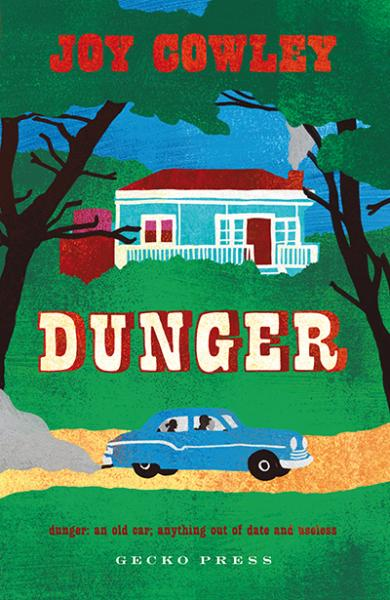 JOY COWLEY
DUNGER
dunger: an old car; anything out of date and useless
GECKO PRESS